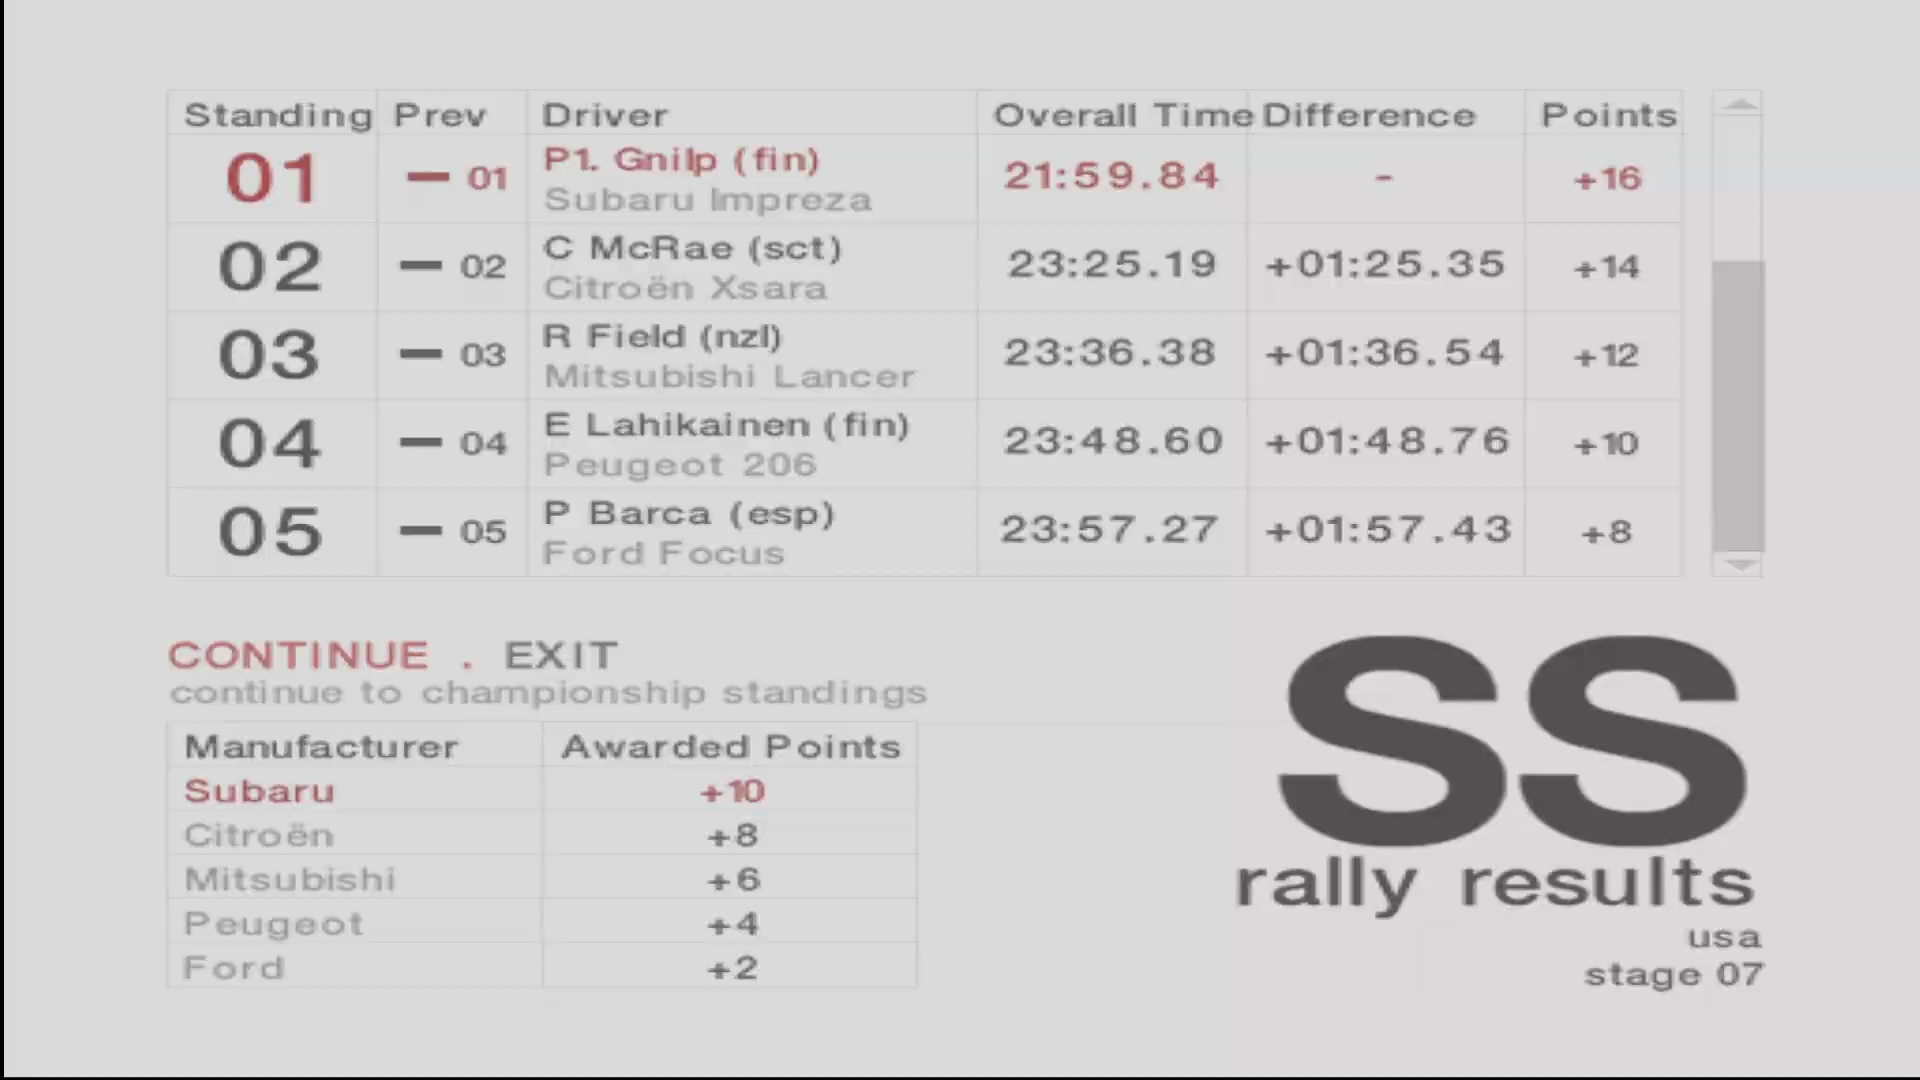 Standing Prev Driver Overall Time Difference Points
01 — 01 P1. Gnilp (fin) 21:59.84 - +16
Subaru Impreza
02 — 02 C McRae (sct) 23:25.19 +01:25.35 +14
Citroën Xsara
03 — 03 R Field (nzl) 23:36.38 +01:36.54 +12
Mitsubishi Lancer
04 — 04 E Lahikainen (fin) 23:48.60 +01:48.76 +10
Peugeot 206
05 — 05 P Barca (esp) 23:57.27 +01:57.43 +8
Ford Focus
CONTINUE . EXIT
continue to championship standings
Manufacturer Awarded Points
Subaru +10
Citroën +8
Mitsubishi +6
Peugeot +4
Ford +2
SS
rally results
usa
stage 07